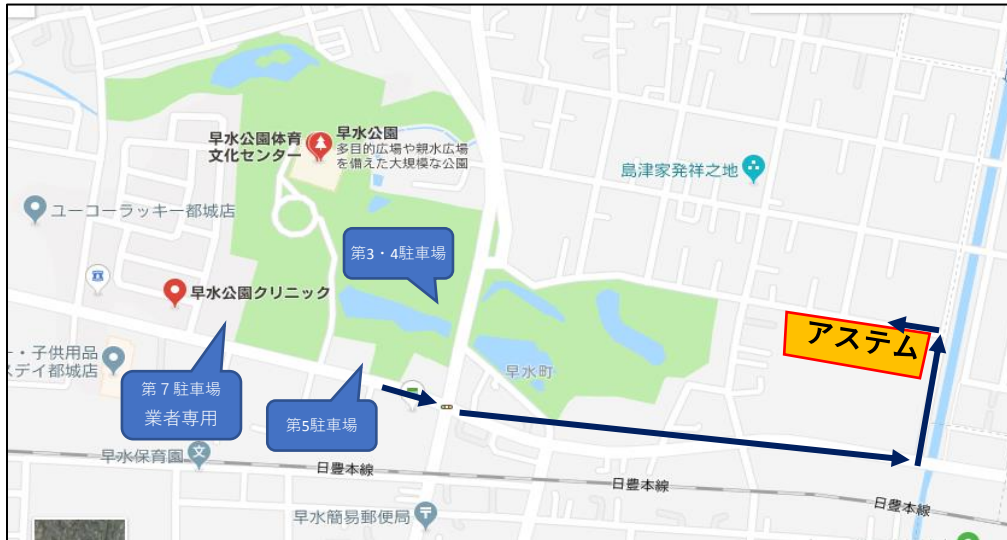 早水公園体育
文化センター
早水公園
多目的広場や親水広場
を備えた大規模な公園
島津家発祥之地
ユーコーラッキー都城店
第3・4駐車場
早水公園クリニック
アステム
ー・子供用品
スデイ都城店
早水町
第７駐車場
業者専用
第5駐車場
早水保育園
文
日豊本線
日豊本線
日豊本線
早水簡易郵便局
〒